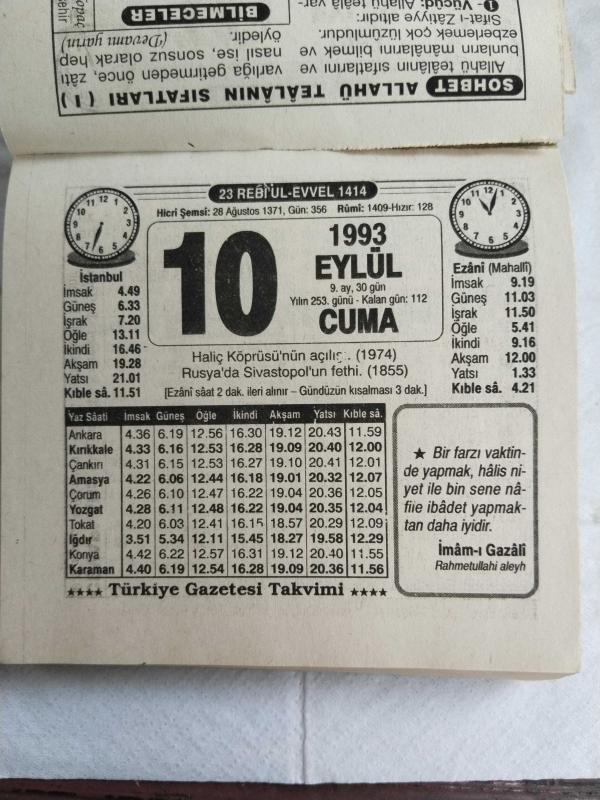 SOHBET ALLAHÜ TEÂLÂNIN SIFATLARI ( I )
Allahü teâlânın sıfatlarını ve
bunların mânâlarını bilmek ve
ezberlemek çok lüzumludur.
Sıfat-ı Zâtiyye altıdır.
❶ Vücûd: Allahü teâlâ var-
varlığa getirmeden önce, zâtı
nasıl ise, sonsuz olarak hep
öyledir.
(Devamı yarın)
BİLMECELER
23 REBÎ'UL-EVVEL 1414
Hicrî Şemsî: 28 Ağustos 1371, Gün: 356 Rûmî: 1409-Hızır: 128
10
1993
EYLÜL
9. ay, 30 gün
Yılın 253. günü - Kalan gün: 112
CUMA
İstanbul
İmsak 4.49
Güneş 6.33
İşrak 7.20
Öğle 13.11
İkindi 16.46
Akşam 19.28
Yatsı 21.01
Kıble sâ. 11.51
Ezânî (Mahallî)
İmsak 9.19
Güneş 11.03
İşrak 11.50
Öğle 5.41
İkindi 9.16
Akşam 12.00
Yatsı 1.33
Kıble sâ. 4.21
Haliç Köprüsü'nün açılış. (1974)
Rusya'da Sivastopol'un fethi. (1855)
[Ezânî sâat 2 dak. ileri alınır – Gündüzün kısalması 3 dak.]
Yaz Sâati İmsak Güneş Öğle İkindi Akşam Yatsı Kıble sâ.
Ankara 4.36 6.19 12.56 16.30 19.12 20.43 11.59
Kırıkkale 4.33 6.16 12.53 16.28 19.09 20.40 12.00
Çankırı 4.31 6.15 12.53 16.27 19.10 20.41 12.01
Amasya 4.22 6.06 12.44 16.18 19.01 20.32 12.07
Çorum 4.26 6.10 12.47 16.22 19.04 20.36 12.05
Yozgat 4.28 6.11 12.48 16.22 19.04 20.35 12.04
Tokat 4.20 6.03 12.41 16.15 18.57 20.29 12.09
Iğdır 3.51 5.34 12.11 15.45 18.27 19.58 12.29
Konya 4.42 6.22 12.57 16.31 19.12 20.40 11.55
Karaman 4.40 6.19 12.54 16.28 19.09 20.36 11.56
★ Bir farzı vaktin-
de yapmak, hâlis ni-
yet ile bin sene nâ-
file ibâdet yapmak-
tan daha iyidir.
İmâm-ı Gazâlî
Rahmetullahi aleyh
★★★★ Türkiye Gazetesi Takvimi ★★★★